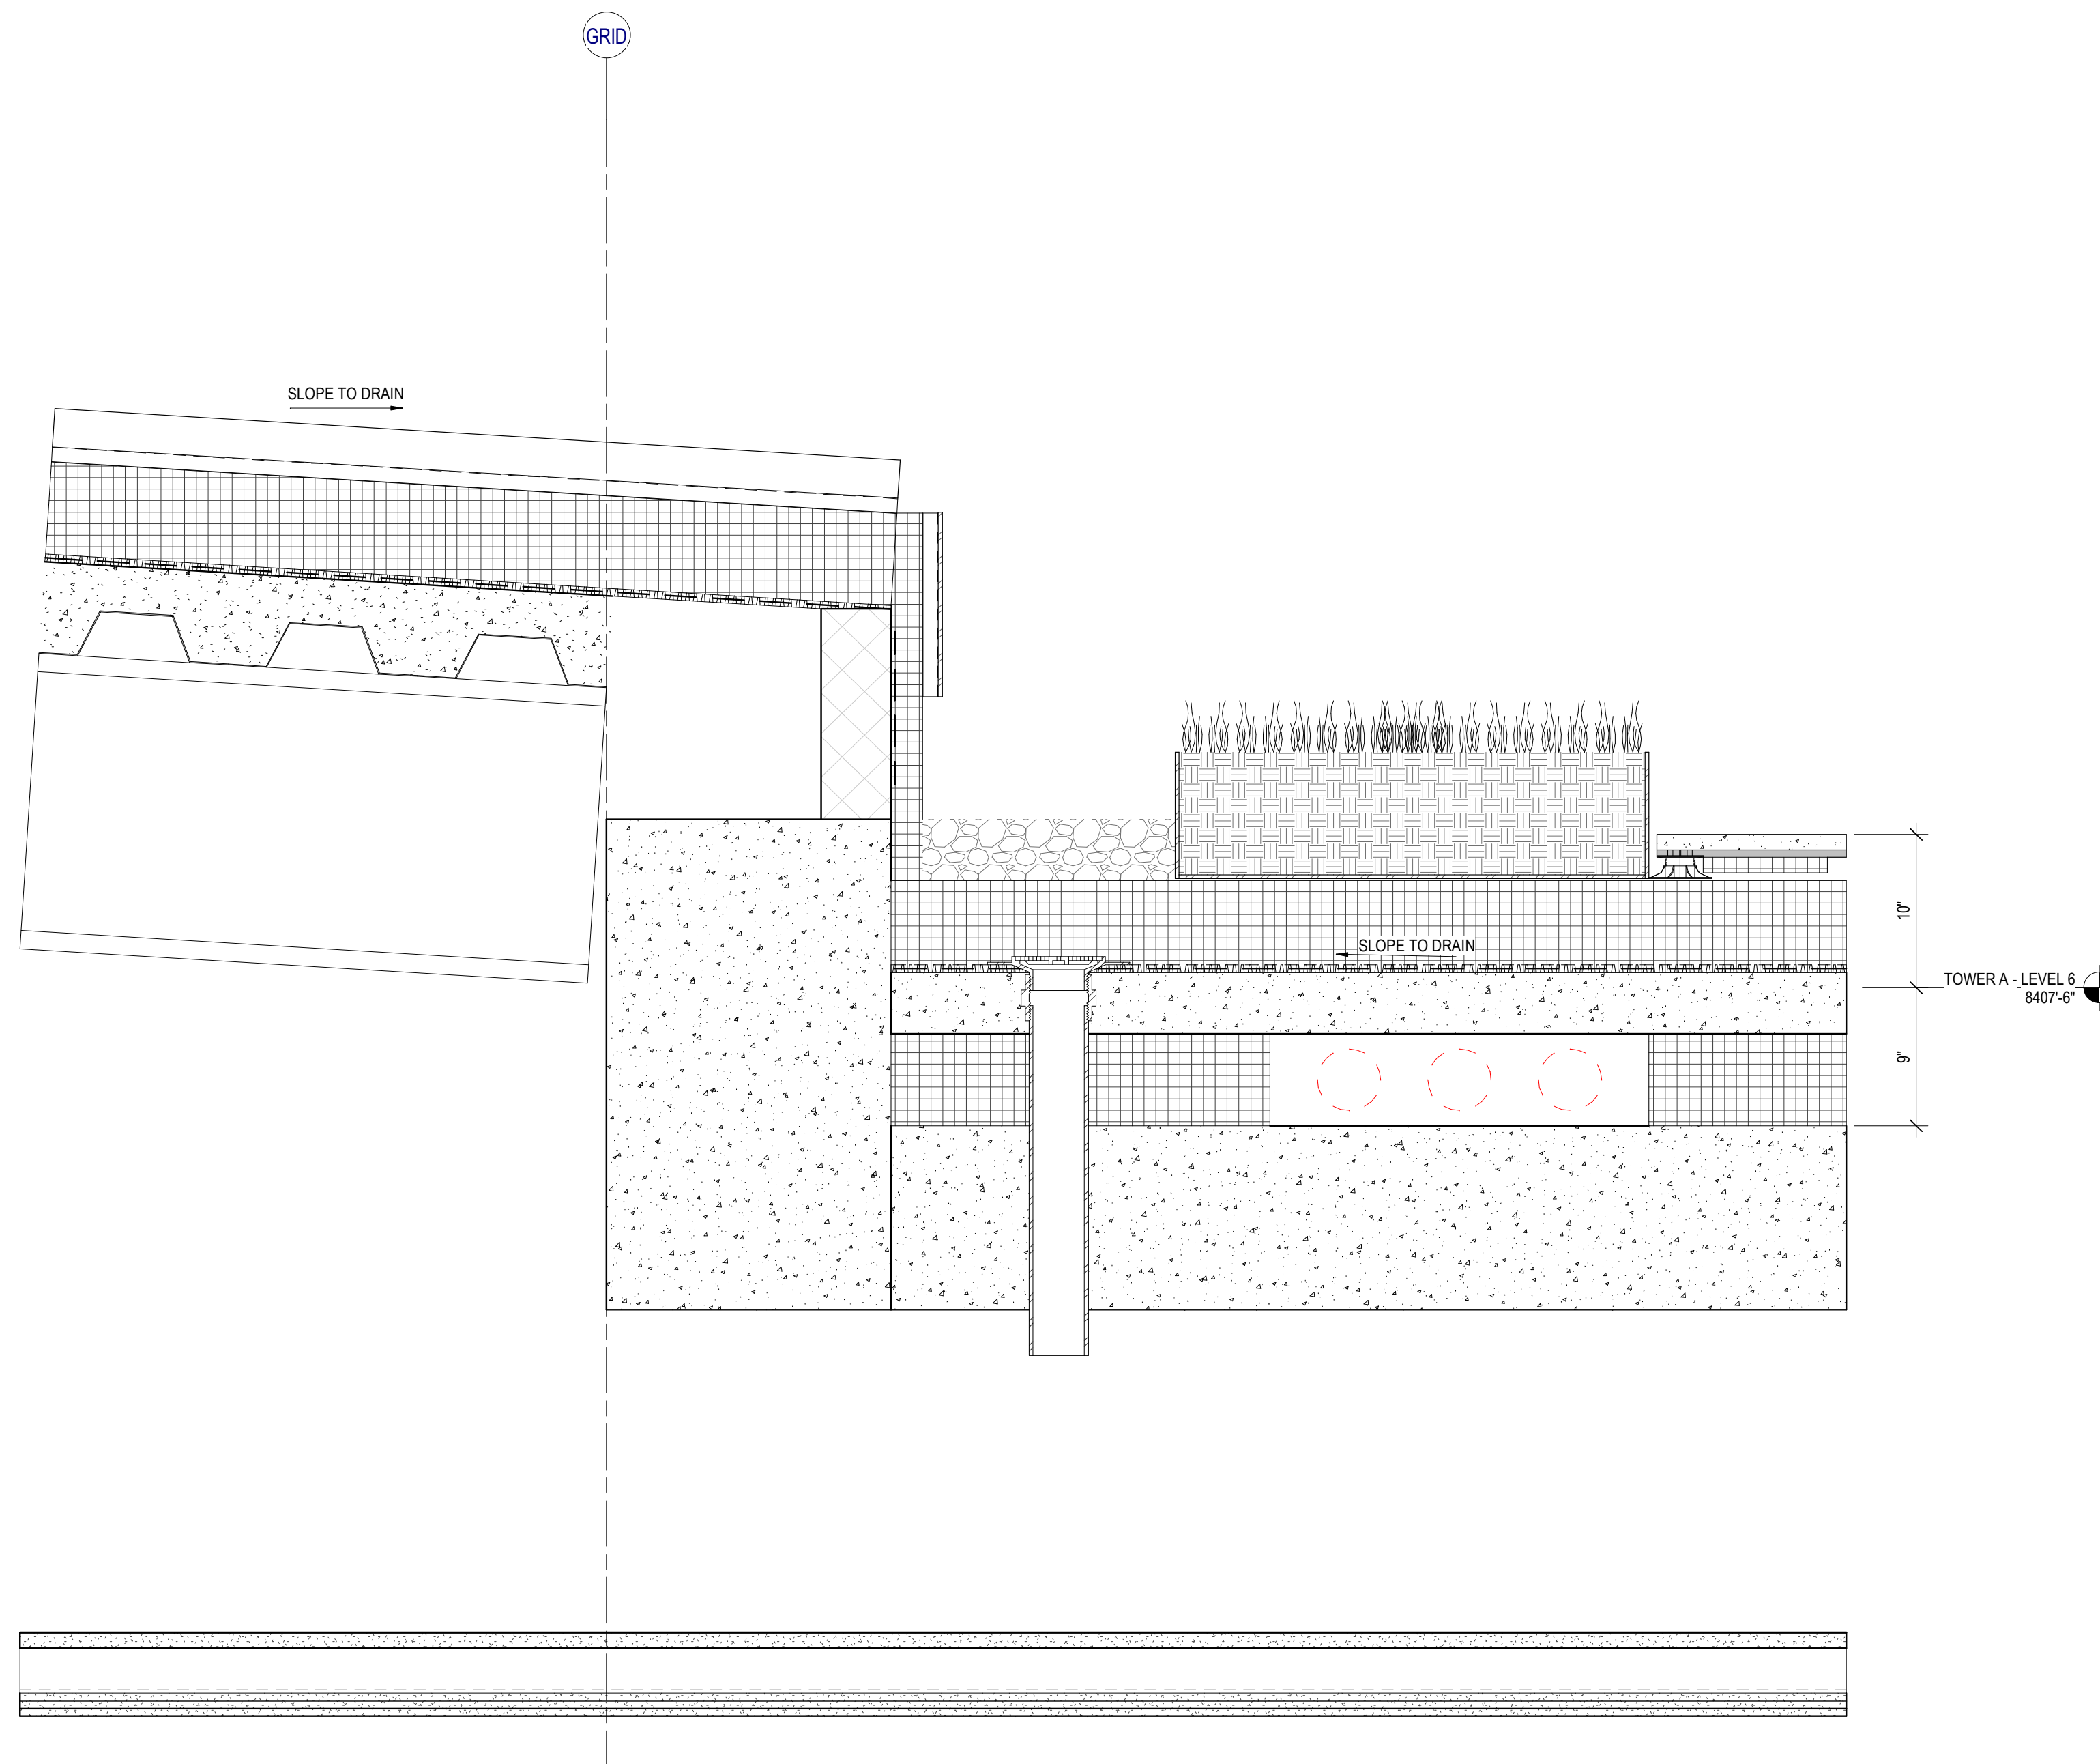 GRID
SLOPE TO DRAIN
10"
SLOPE TO DRAIN
TOWER A - LEVEL 6
8407'-6"
9"